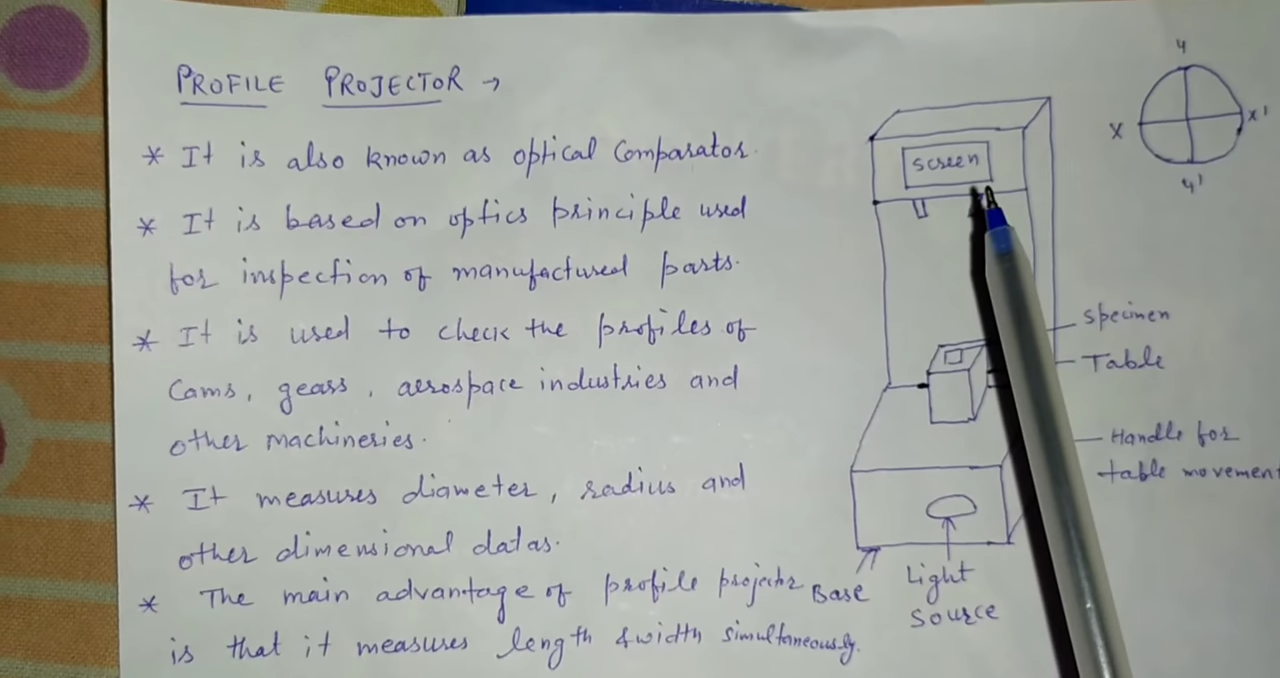 PROFILE PROJECTOR →
* It is also known as optical Comparator.
* It is based on optics principle used
for inspection of manufactured parts.
* It is used to check the profiles of
Cams, gears, aerospace industries and
other machineries.
* It measures diameter, radius and
other dimensional datas.
* The main advantage of profile projector
is that it measures length & width simultaneously.
screen
specimen
Table
Handle for
table movement
Base
Light
source
y
x
x'
y'